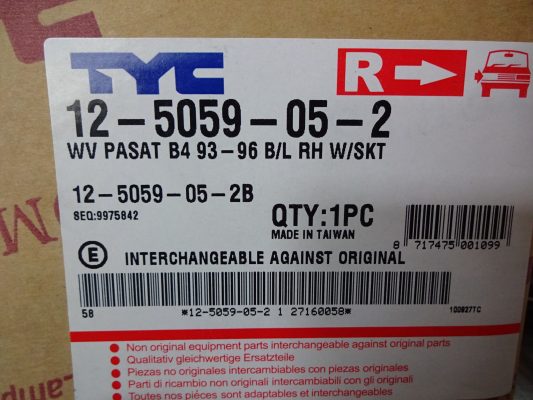 TYC
R
12-5059-05-2
WV PASAT B4 93-96 B/L RH W/SKT
12-5059-05-2B
SEQ:9975842
QTY:1PC
MADE IN TAIWAN
8 717475 001099
E INTERCHANGEABLE AGAINST ORIGINAL
58 *12-5059-05-2 1 27160058* 100827TC
Non original equipment parts interchangeable against original parts
Qualitativ gleichwertige Ersatzteile
Piezas no originales intercambiables con piezas originales
Parti di ricambio non originali intercambiabili con gli originali
Toutes nos pièces sont adaptables et interchangeables